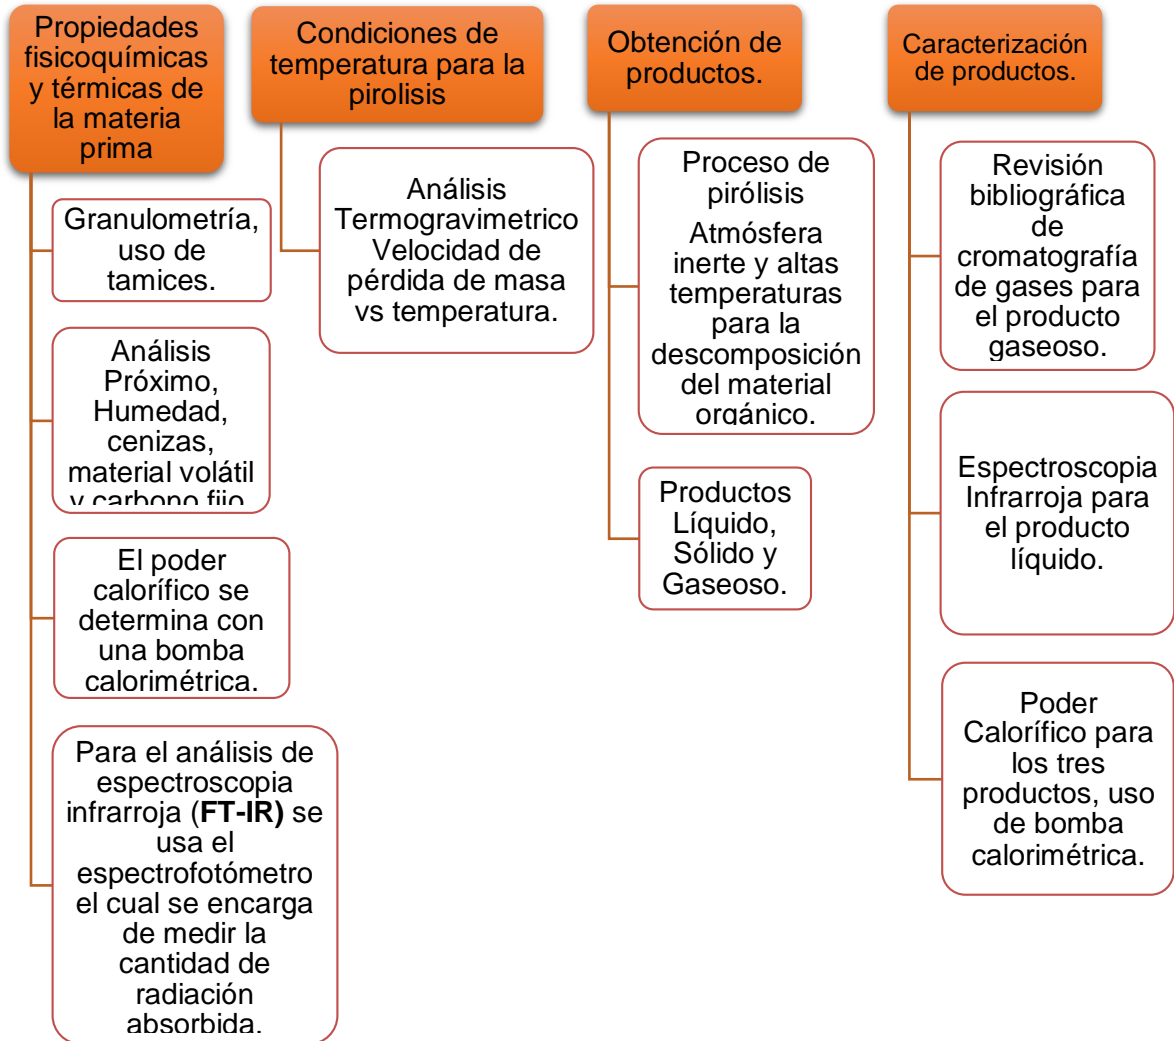 Propiedades
fisicoquímicas
y térmicas de
la materia
prima
Granulometría,
uso de
tamices.
Análisis
Próximo,
Humedad,
cenizas,
material volátil
y carbono fijo.
El poder
calorífico se
determina con
una bomba
calorimétrica.
Para el análisis de
espectroscopia
infrarroja (FT-IR) se
usa el
espectrofotómetro
el cual se encarga
de medir la
cantidad de
radiación
absorbida.
Condiciones de
temperatura para la
pirolisis
Análisis
Termogravimetrico
Velocidad de
pérdida de masa
vs temperatura.
Obtención de
productos.
Proceso de
pirólisis
Atmósfera
inerte y altas
temperaturas
para la
descomposición
del material
orgánico.
Productos
Líquido,
Sólido y
Gaseoso.
Caracterización
de productos.
Revisión
bibliográfica
de
cromatografía
de gases para
el producto
gaseoso.
Espectroscopia
Infrarroja para
el producto
líquido.
Poder
Calorífico para
los tres
productos, uso
de bomba
calorimétrica.